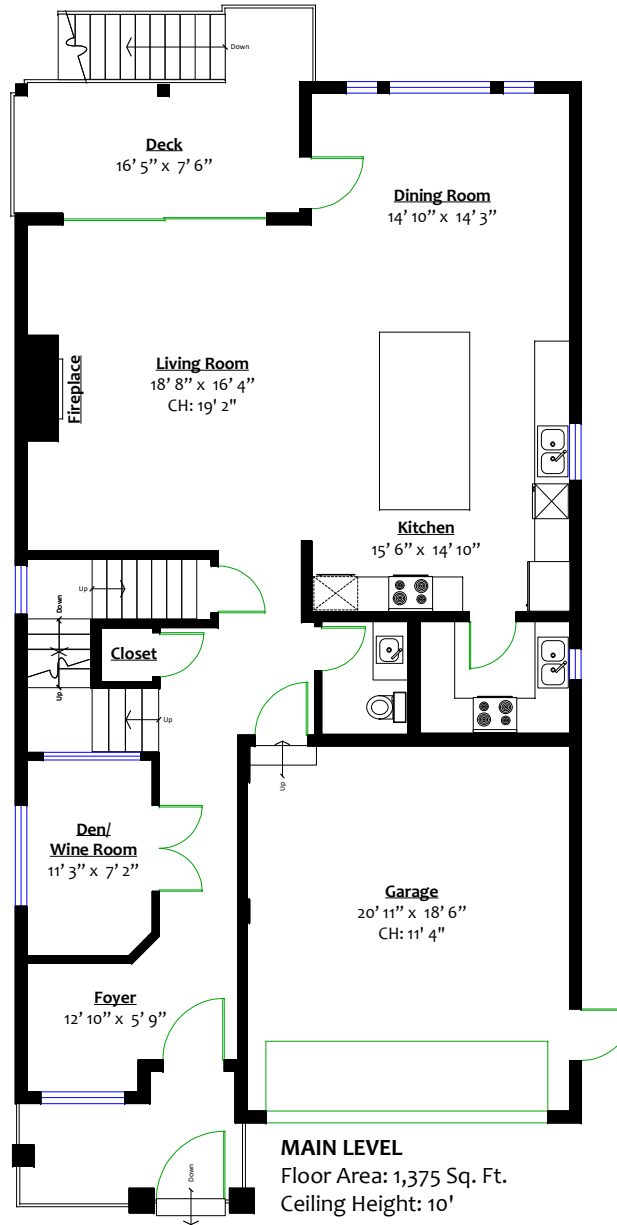 Down
Deck
16' 5” x 7' 6”
Dining Room
14' 10” x 14' 3”
Living Room
18' 8” x 16' 4”
CH: 19' 2"
Fireplace
Kitchen
15' 6” x 14' 10”
Up
Down
Closet
Up
Up
Up
Den/
Wine Room
11' 3” x 7' 2”
Garage
20' 11” x 18' 6”
CH: 11' 4"
Foyer
12' 10” x 5' 9”
Down
MAIN LEVEL
Floor Area: 1,375 Sq. Ft.
Ceiling Height: 10'